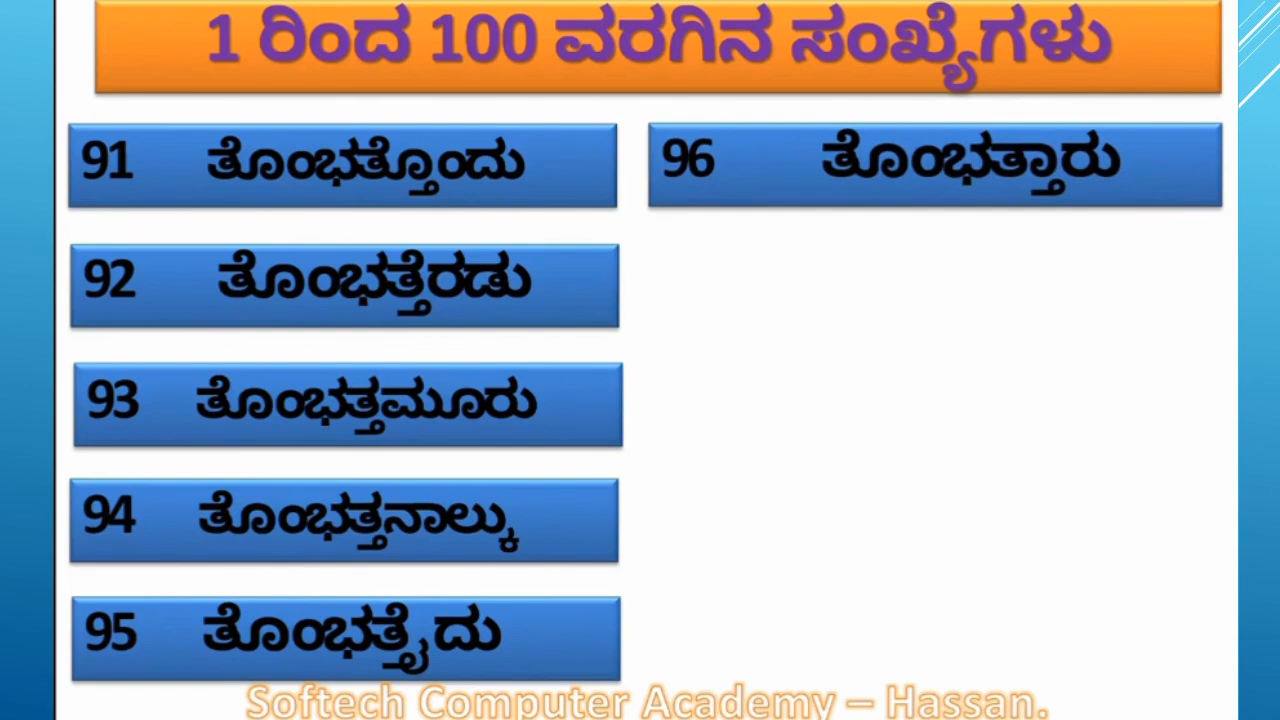 1 ರಿಂದ 100 ವರಗಿನ ಸಂಖ್ಯೆಗಳು
91 ತೊಂಭತ್ತೊಂದು
92 ತೊಂಭತ್ತೆರಡು
93 ತೊಂಭತ್ತಮೂರು
94 ತೊಂಭತ್ತನಾಲ್ಕು
95 ತೊಂಭತ್ತೈದು
96 ತೊಂಭತ್ತಾರು
Softech Computer Academy – Hassan.